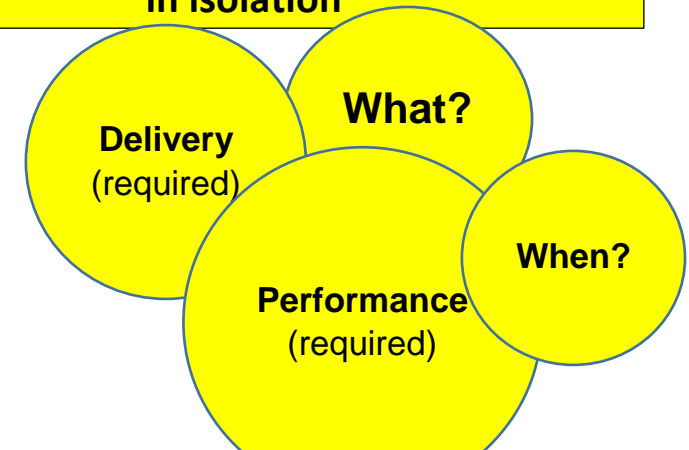 in isolation
What?
Delivery
(required)
When?
Performance
(required)